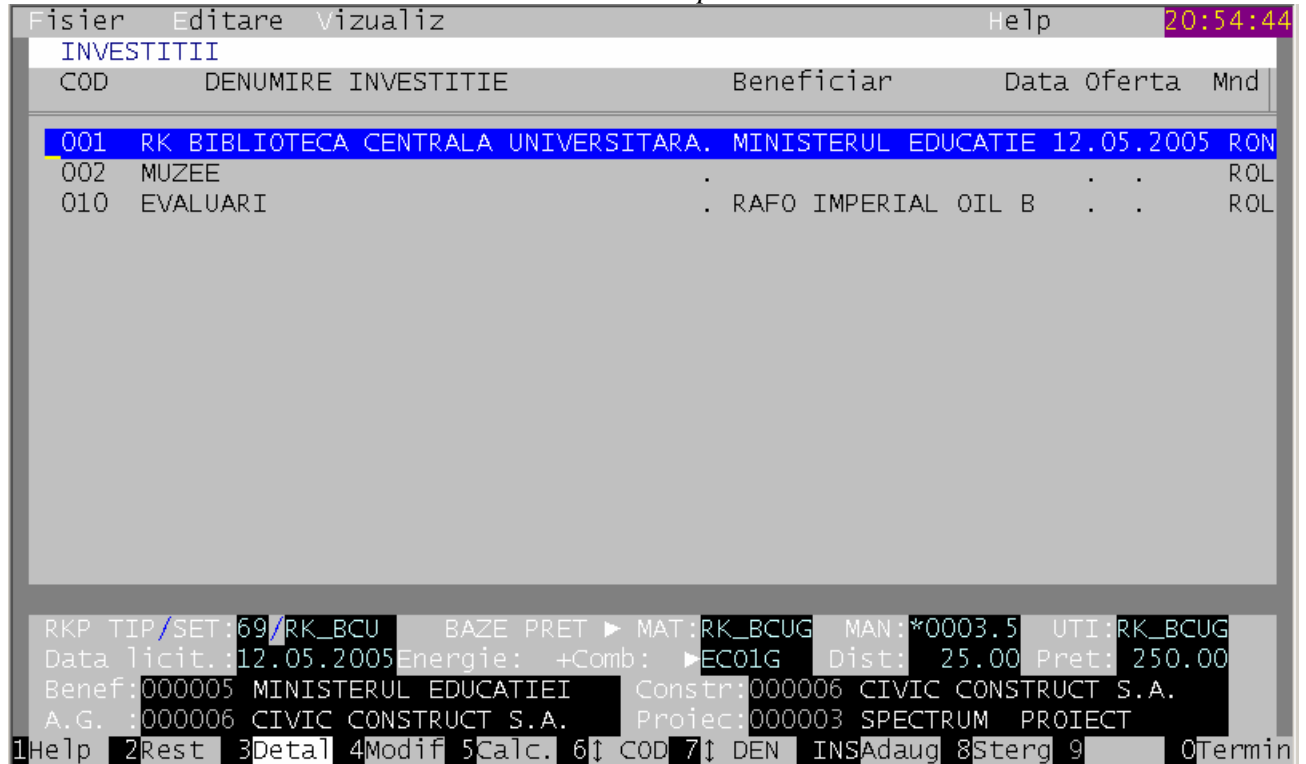 Fisier Editare Vizualiz Help 20:54:44
INVESTITII
COD DENUMIRE INVESTITIE Beneficiar Data Oferta Mnd
001 RK BIBLIOTECA CENTRALA UNIVERSITARA. MINISTERUL EDUCATIE 12.05.2005 RON
002 MUZEE . . . ROL
010 EVALUARI . RAFO IMPERIAL OIL B . . ROL
RKP TIP/SET:69/RK_BCU BAZE PRET ► MAT:RK_BCUG MAN:*0003.5 UTI:RK_BCUG
Data licit.:12.05.2005Energie: +Comb: ►EC01G Dist: 25.00 Pret: 250.00
Benef:000005 MINISTERUL EDUCATIEI Constr:000006 CIVIC CONSTRUCT S.A.
A.G. :000006 CIVIC CONSTRUCT S.A. Proiec:000003 SPECTRUM PROIECT
1Help 2Rest 3Detal 4Modif 5Calc. 6↕ COD 7↕ DEN INSAdaug 8Sterg 9 0Termin